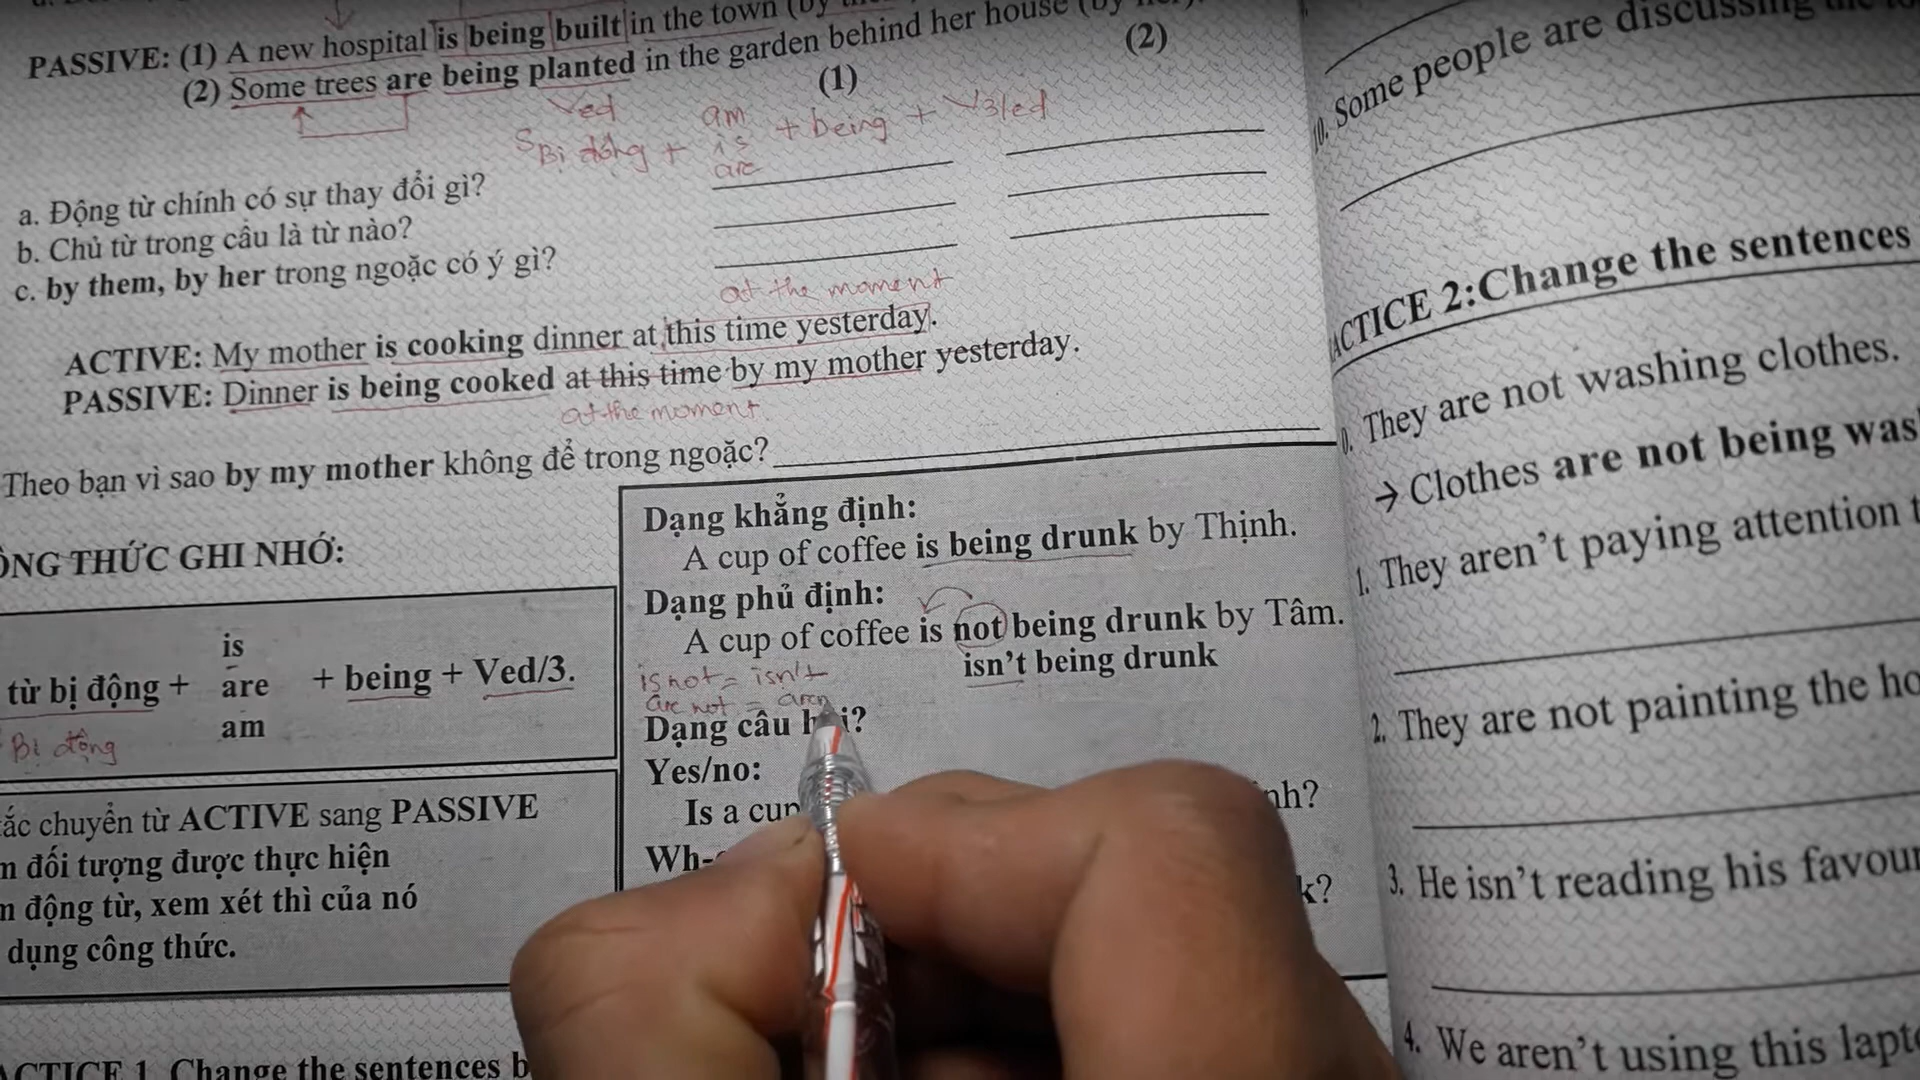 PASSIVE: (1) A new hospital is being built in the town (by
(2) Some trees are being planted in the garden behind her house (by
(1) (2)
Ved
S Bị động + am is are + being + V3/ed
a. Động từ chính có sự thay đổi gì?
b. Chủ từ trong câu là từ nào?
c. by them, by her trong ngoặc có ý gì?
at the moment
ACTIVE: My mother is cooking dinner at this time yesterday.
PASSIVE: Dinner is being cooked at this time by my mother yesterday.
at the moment
Theo bạn vì sao by my mother không để trong ngoặc?
THỨC GHI NHỚ:
từ bị động + is are am + being + Ved/3.
Bị động
chuyển từ ACTIVE sang PASSIVE
đối tượng được thực hiện
động từ, xem xét thì của nó
dụng công thức.
Dạng khẳng định:
A cup of coffee is being drunk by Thịnh.
Dạng phủ định:
A cup of coffee is not being drunk by Tâm.
isn't being drunk
is not = isn't
are not = aren
Dạng câu
Yes/no:
Is a cup
Wh-
Change the sentences
10. Some people are discussing
2:Change the sentences
0. They are not washing clothes.
→ Clothes are not being was
1. They aren't paying attention
2. They are not painting the
3. He isn't reading his
4. We aren't using this